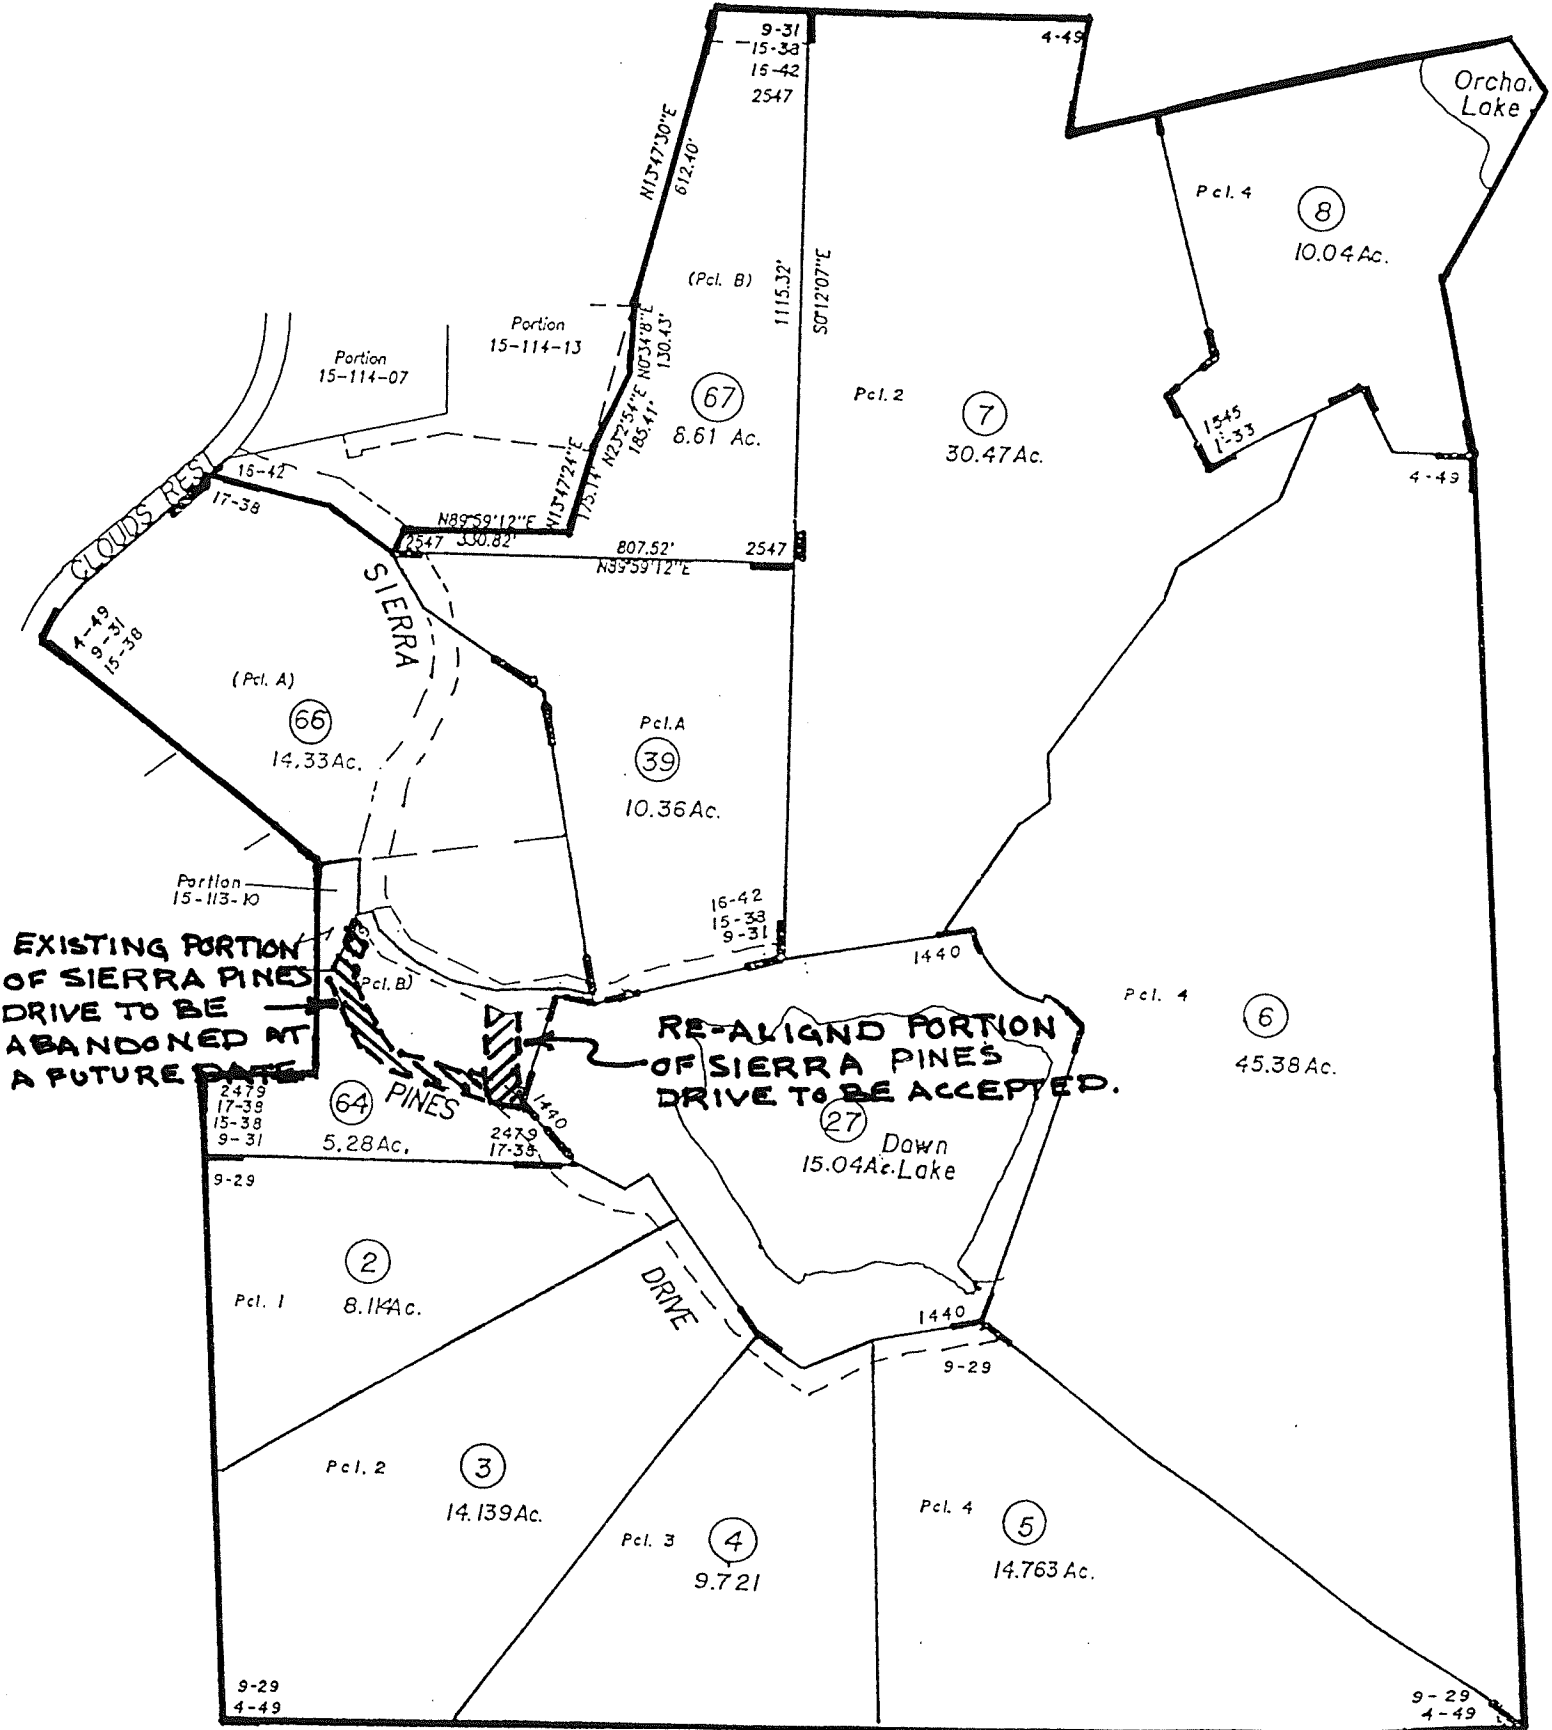 9-31
15-38
16-42
2547
4-49
Orcha.
Lake
N13°47'30"E
612.40'
Pcl. 4
8
10.04 Ac.
(Pcl. B)
1115.32'
S0°12'07"E
Portion
15-114-13
Portion
15-114-07
N0°34'8"E
130.43'
67
8.61 Ac.
Pcl. 2
7
30.47 Ac.
N23°2'54"E
185.41'
1545
1-33
4-49
N13°47'24"E
175.14'
CLOUDS REST
16-42
17-38
N89°59'12"E
330.82'
2547
807.52'
2547
N89°59'12"E
SIERRA
4-49
9-31
15-38
(Pcl. A)
66
14.33 Ac.
Pcl. A
39
10.36 Ac.
Portion
15-113-10
16-42
15-38
9-31
1440
EXISTING PORTION
OF SIERRA PINES
DRIVE TO BE
ABANDONED AT
A FUTURE DATE
Pcl. B)
RE-ALIGND PORTION
OF SIERRA PINES
DRIVE TO BE ACCEPTED.
Pcl. 4
6
45.38 Ac.
2479
17-38
15-38
9-31
64
5.28 Ac.
PINES
1440
2479
17-38
27
15.04 Ac.
Dawn
Lake
9-29
2
Pcl. 1
DRIVE
1440
9-29
Pcl. 2
3
14.139 Ac.
Pcl. 3
4
9.721
Pcl. 4
5
14.763 Ac.
9-29
4-49
9-29
4-49